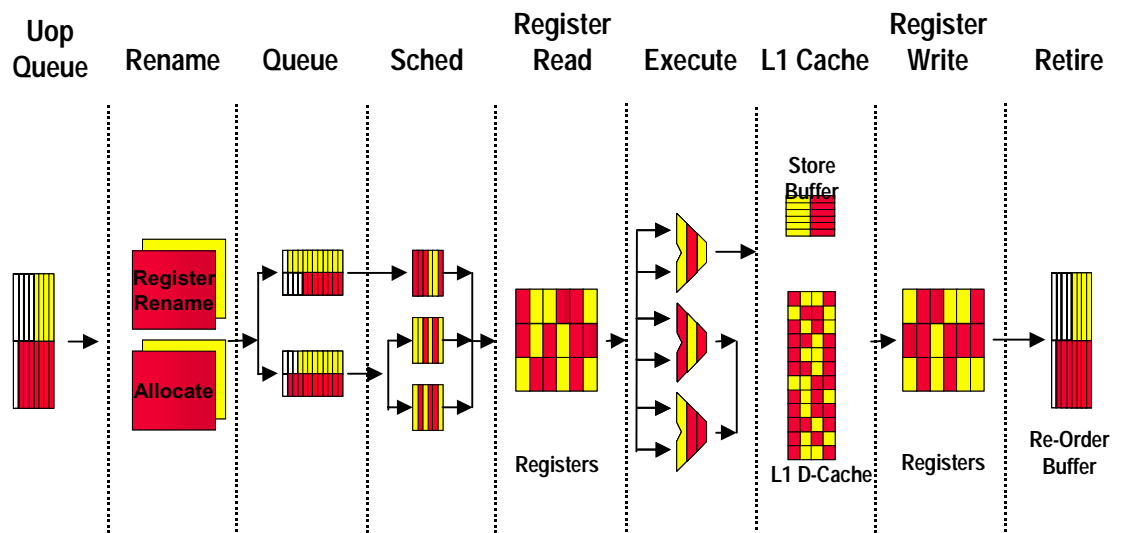 Uop
Queue
Rename
Queue
Sched
Register
Read
Execute
L1 Cache
Register
Write
Retire
Store
Buffer
Register
Rename
Allocate
Registers
L1 D-Cache
Registers
Re-Order
Buffer